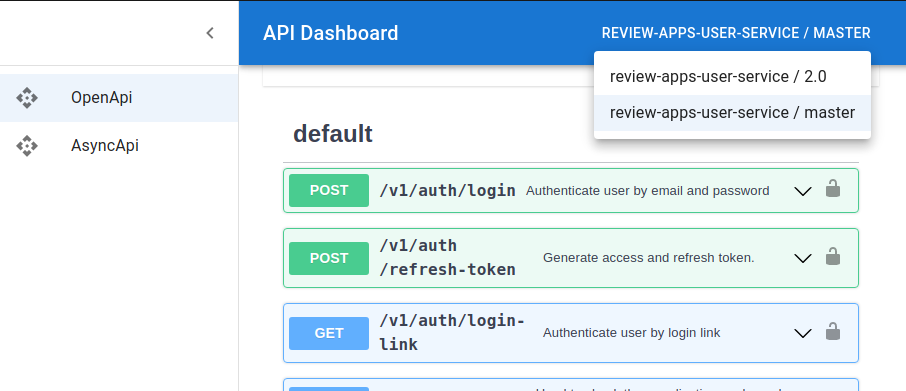 API Dashboard
REVIEW-APPS-USER-SERVICE / MASTER
review-apps-user-service / 2.0
review-apps-user-service / master
OpenApi
AsyncApi
default
POST /v1/auth/login Authenticate user by email and password
POST /v1/auth
/refresh-token Generate access and refresh token.
GET /v1/auth/login-
link Authenticate user by login link